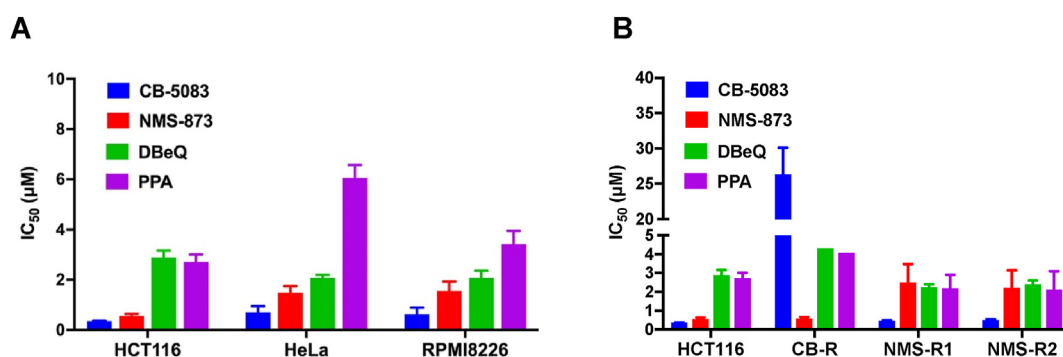 A
IC50 (μM)
10
8
6
4
2
0
CB-5083
NMS-873
DBeQ
PPA
HCT116
HeLa
RPMI8226
B
IC50 (μM)
40
35
30
25
20
5
4
3
2
1
0
CB-5083
NMS-873
DBeQ
PPA
HCT116
CB-R
NMS-R1
NMS-R2